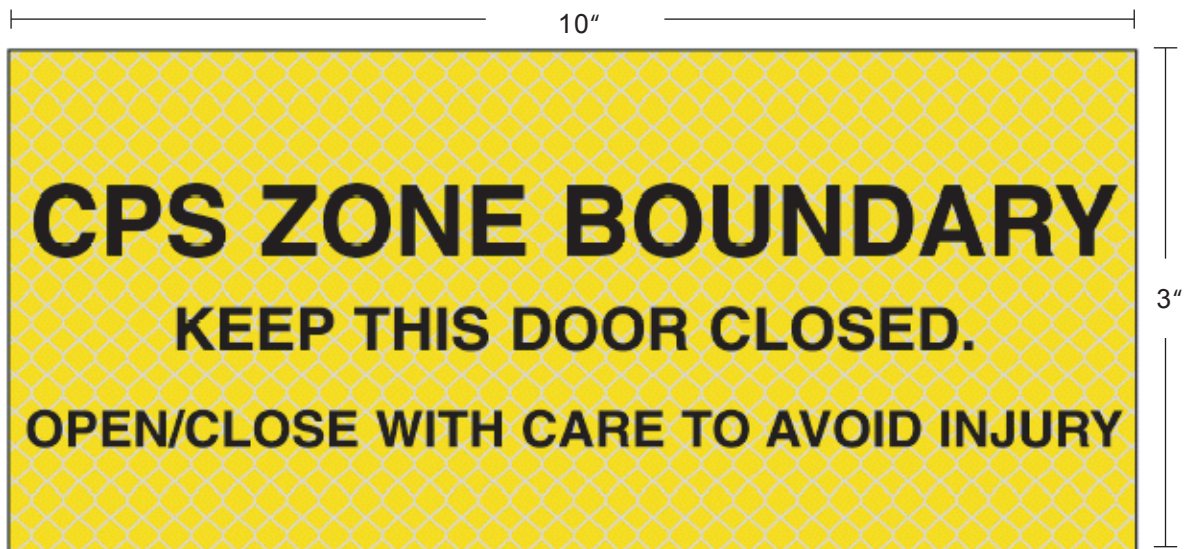 10“
CPS ZONE BOUNDARY
KEEP THIS DOOR CLOSED.
3“
OPEN/CLOSE WITH CARE TO AVOID INJURY